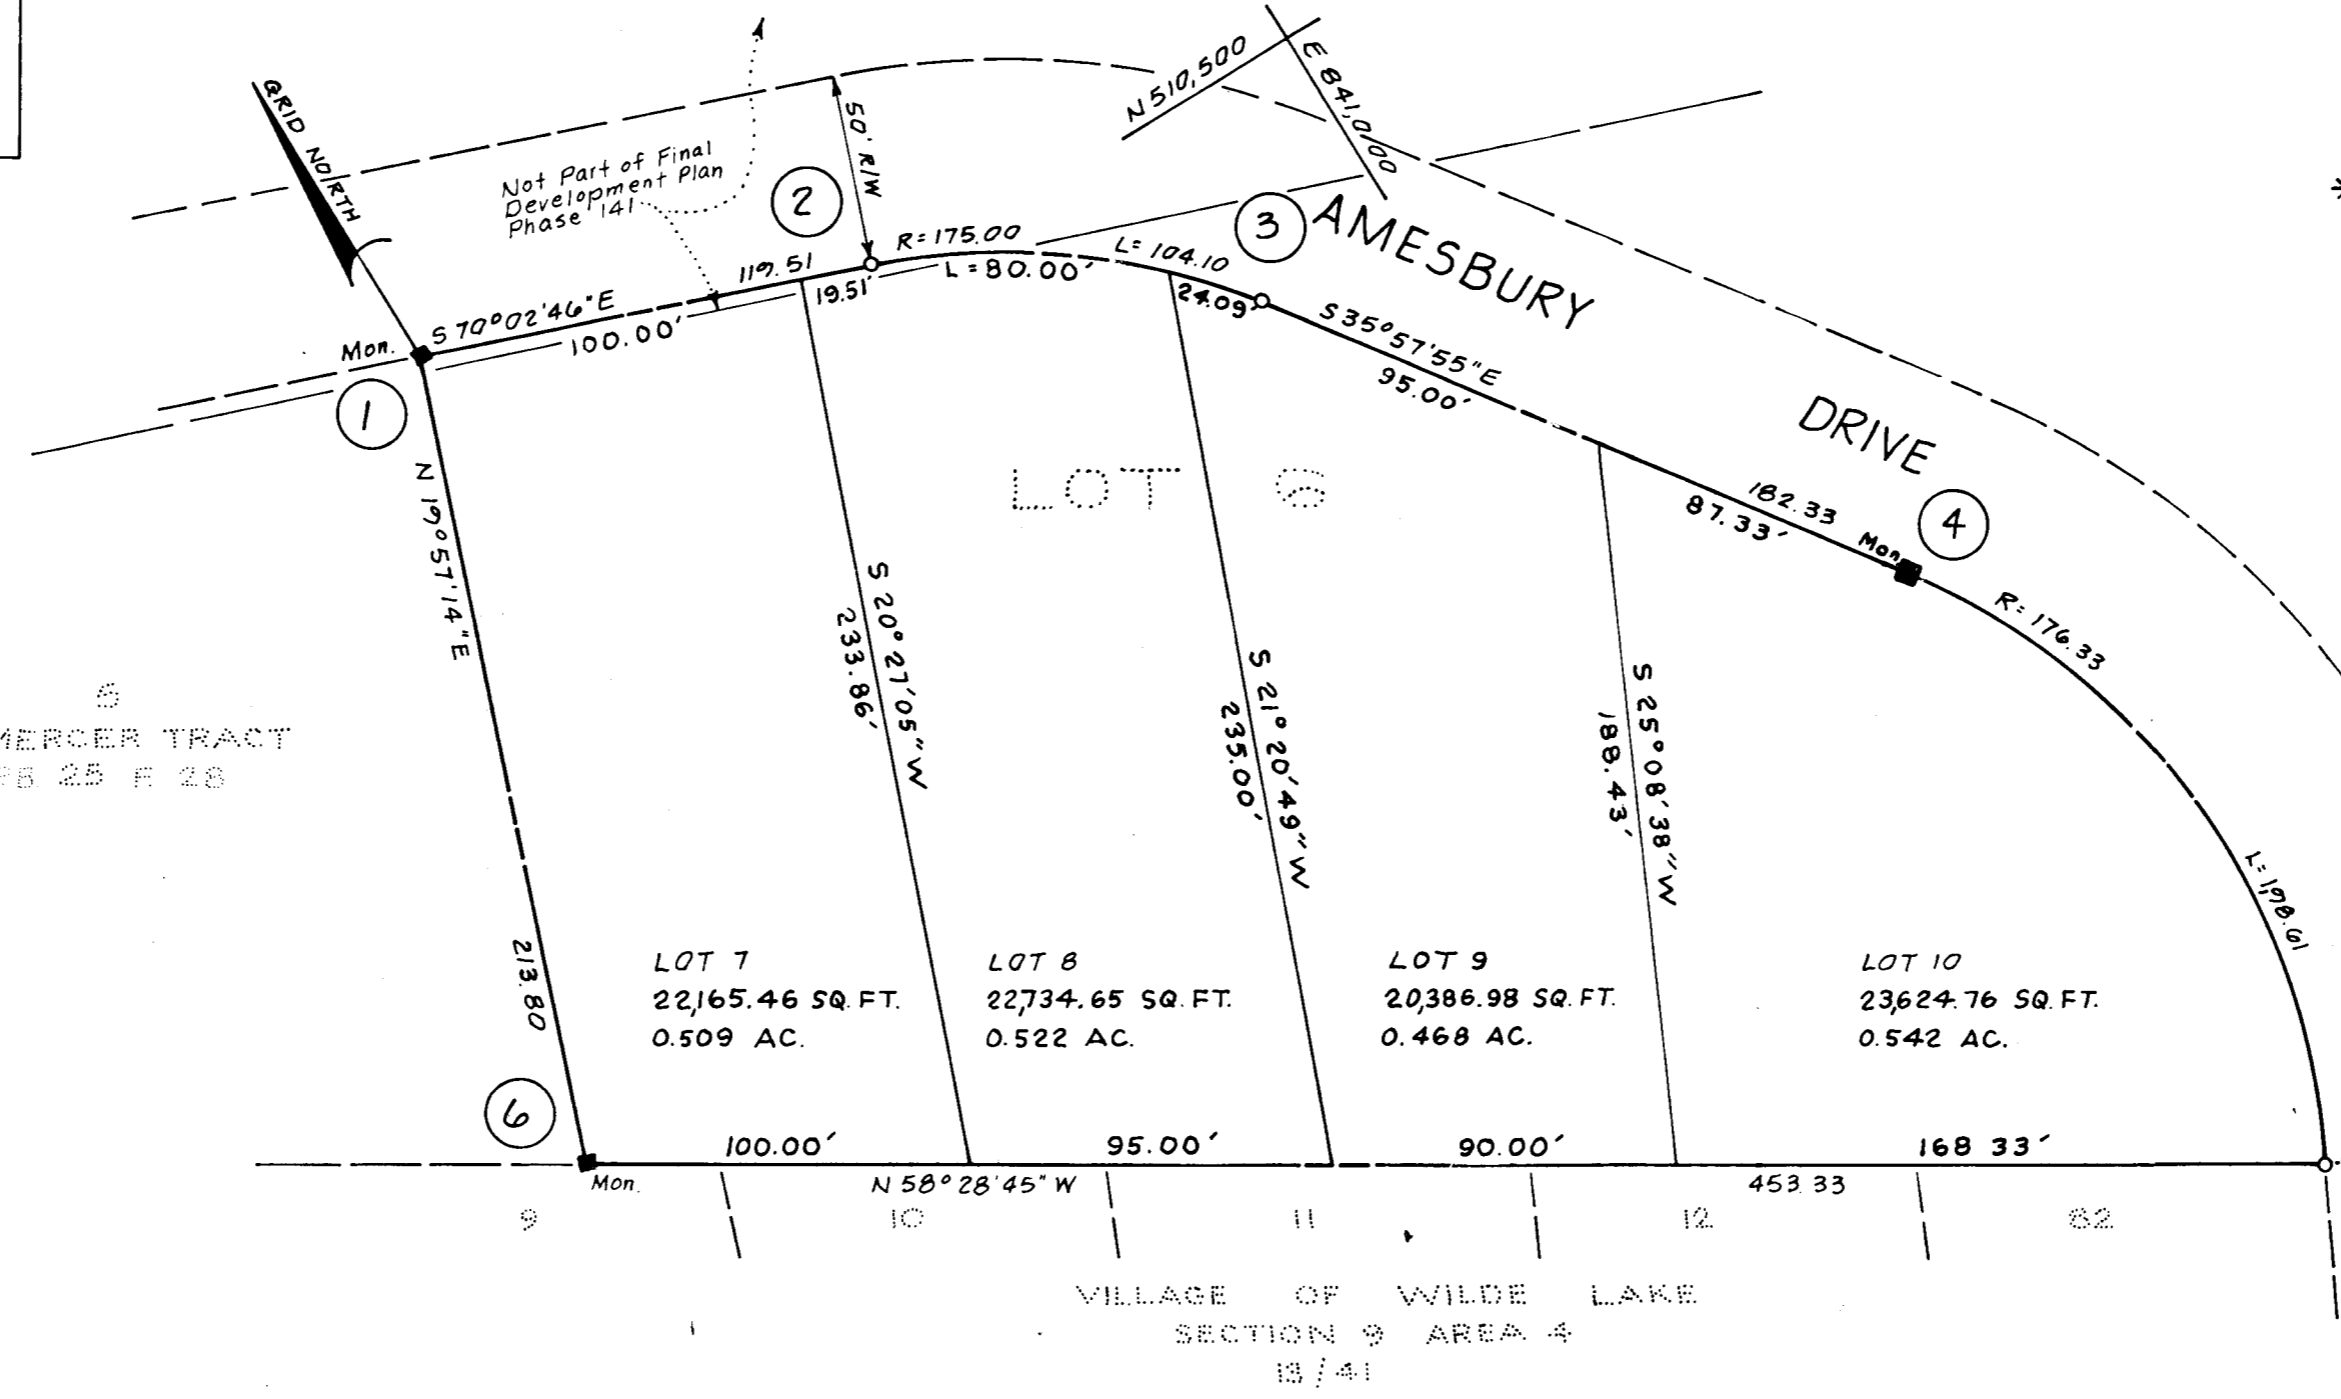 GRID NORTH
N 510,500
E 841,000
Not Part of Final
Development Plan
Phase 141
50' R/W
2
3
AMESBURY
DRIVE
R=175.00
L=80.00'
L= 104.10
24.09'
119.51
19.51'
S 70°02'46"E
100.00'
Mon.
1
S 35°57'55"E
95.00'
182.33
87.33'
Mon.
4
R= 176.33
L= 198.61
LOT 6
N 19°57'14"E
213.80
S 20°27'05"W
233.86'
S 21°20'49"W
235.00'
S 25°08'38"W
188.43'
MERCER TRACT
LOT 7
22,165.46 SQ. FT.
0.509 AC.
LOT 8
22,734.65 SQ. FT.
0.522 AC.
LOT 9
20,386.98 SQ. FT.
0.468 AC.
LOT 10
23,624.76 SQ. FT.
0.542 AC.
6
Mon.
100.00'
95.00'
90.00'
168 33'
N 58°28'45" W
453.33
9
10
11
12
82
VILLAGE OF WILDE LAKE
SECTION 9 AREA 4
13/41